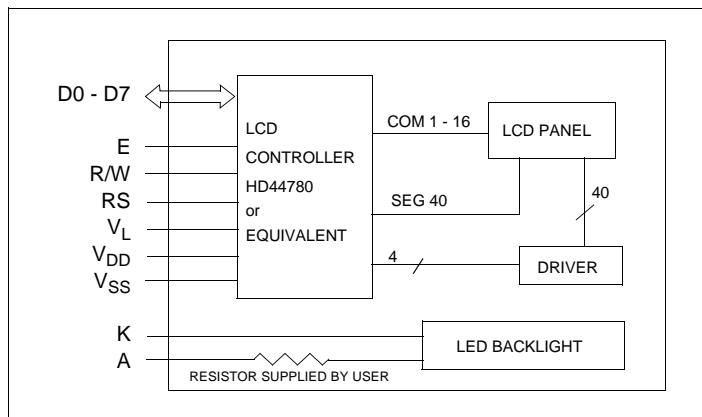 D0 - D7
E
R/W
RS
VL
VDD
VSS
K
A
LCD
CONTROLLER
HD44780
or
EQUIVALENT
COM 1 - 16
LCD PANEL
SEG 40
40
4
DRIVER
LED BACKLIGHT
RESISTOR SUPPLIED BY USER